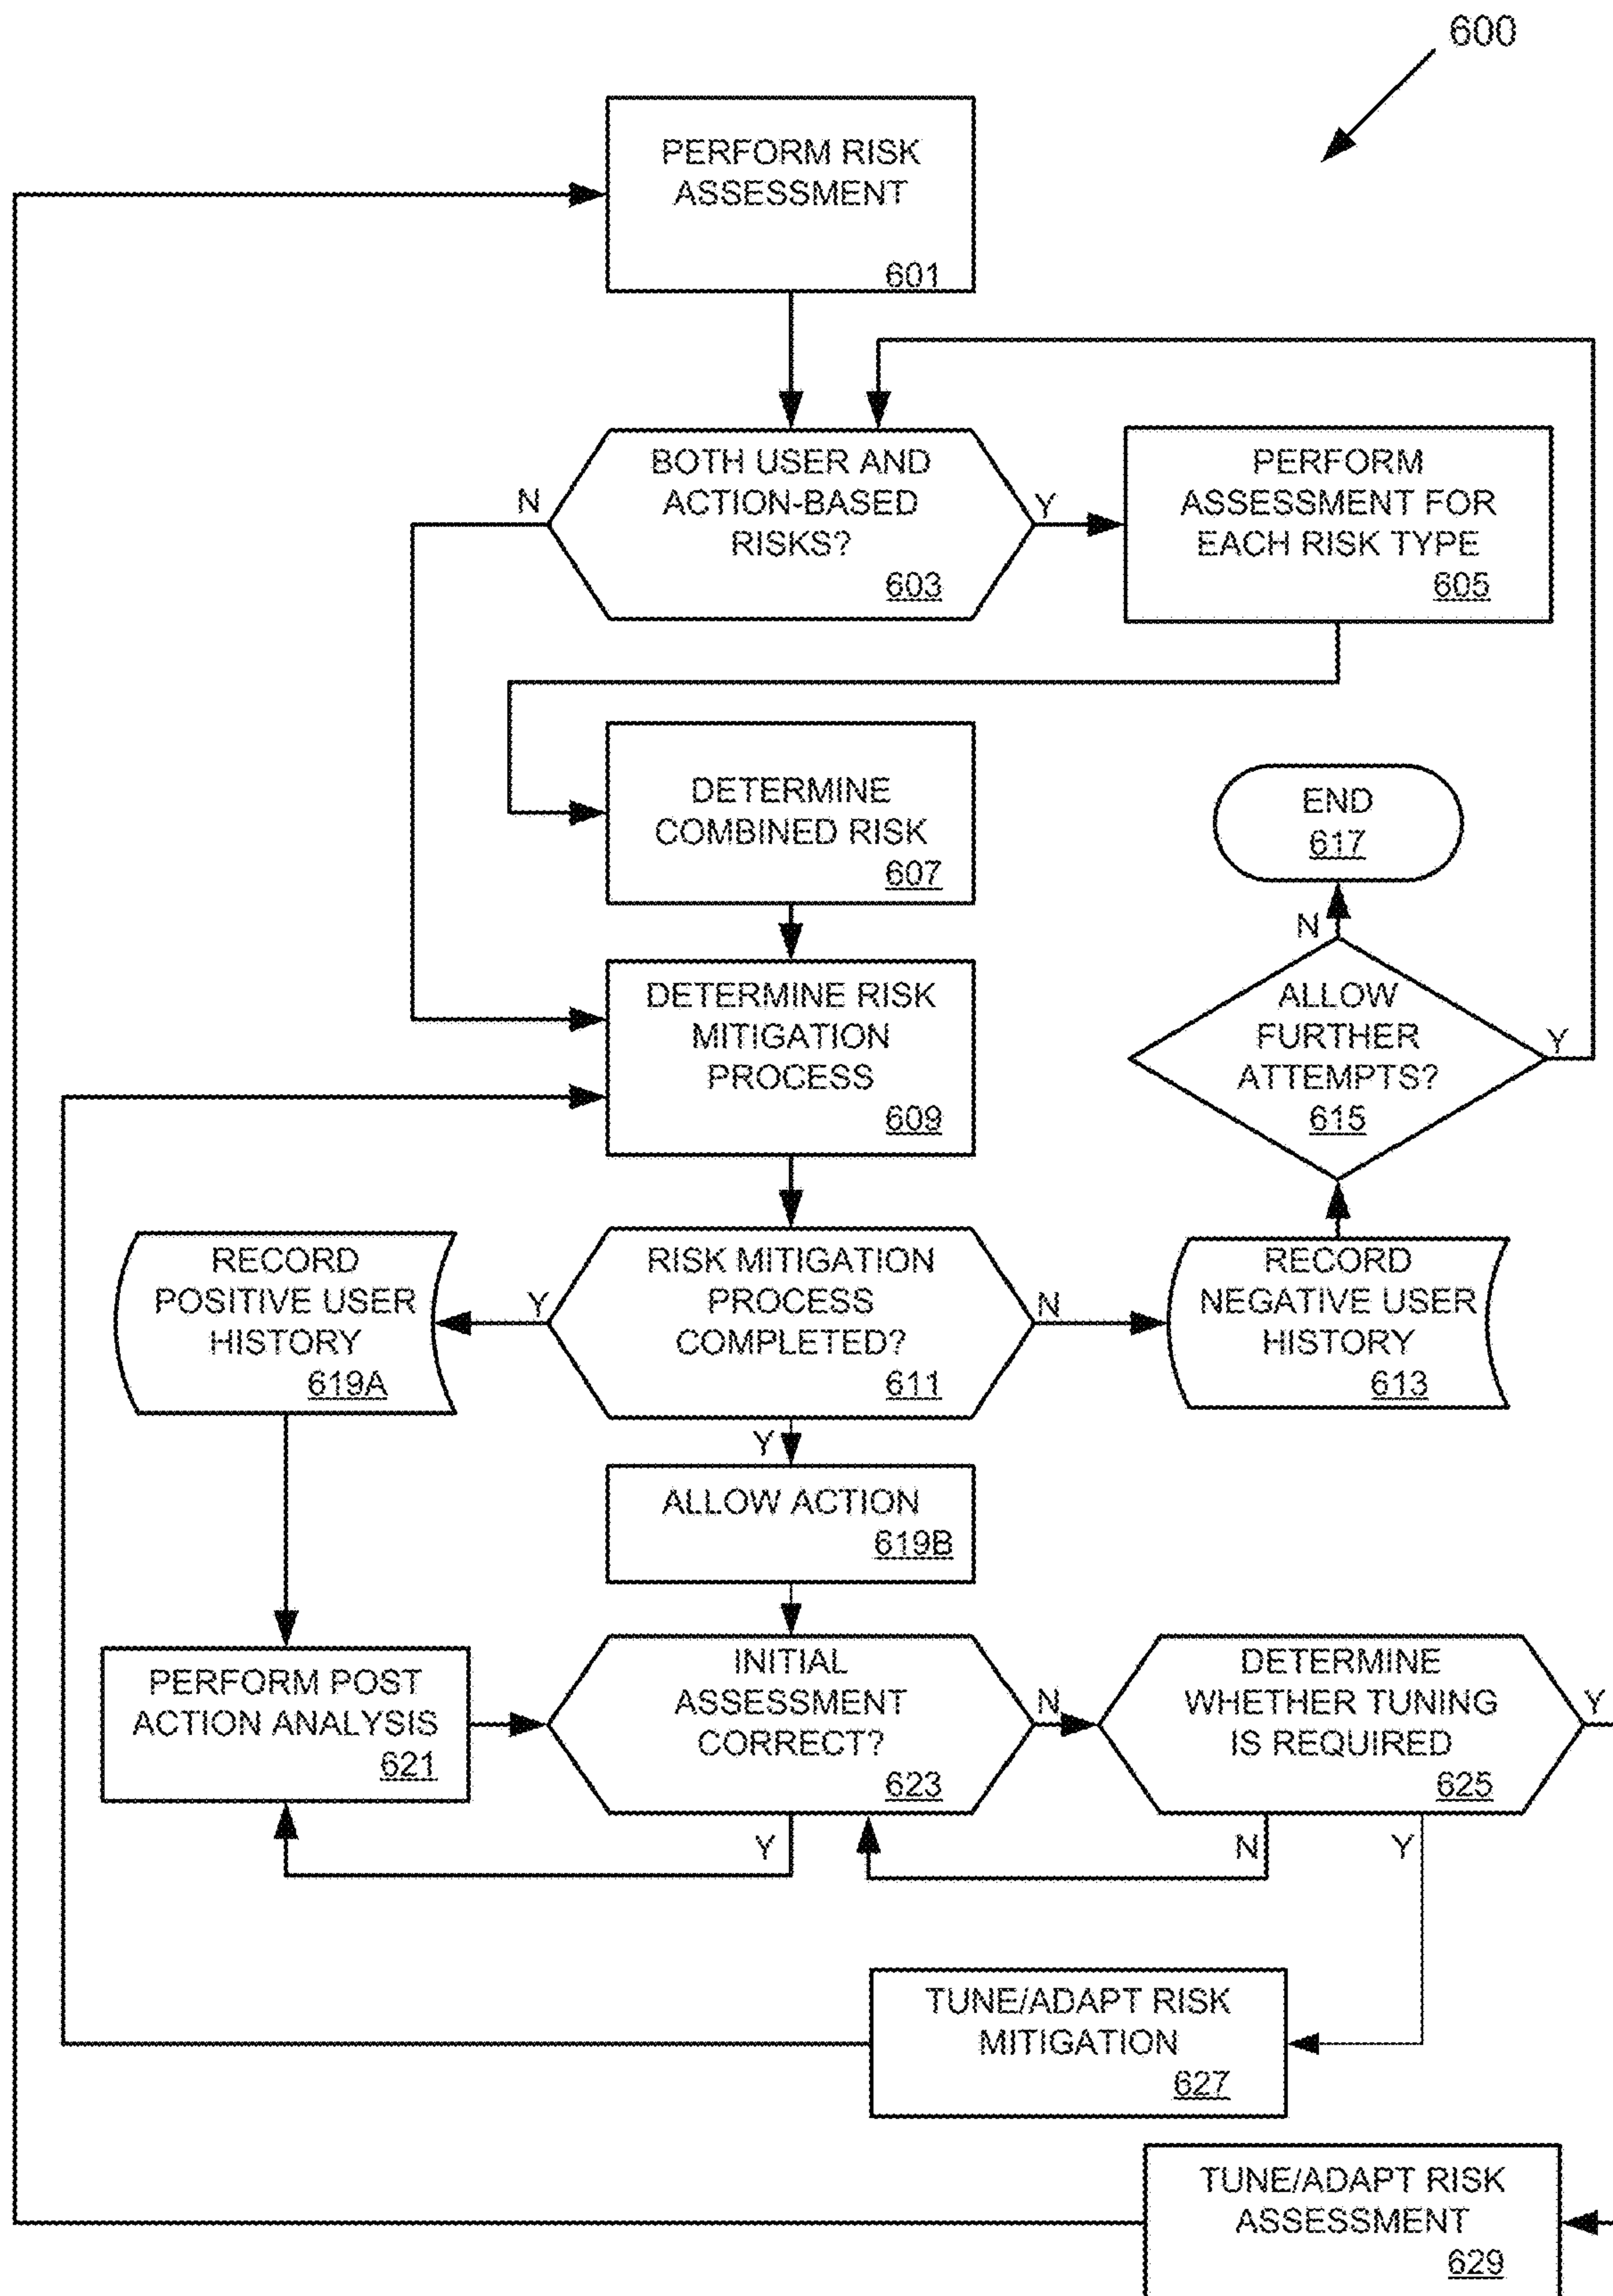 600
PERFORM RISK
ASSESSMENT
601
BOTH USER AND
ACTION-BASED
RISKS?
603
N
Y
PERFORM
ASSESSMENT FOR
EACH RISK TYPE
605
DETERMINE
COMBINED RISK
607
END
617
N
DETERMINE RISK
MITIGATION
PROCESS
609
ALLOW
FURTHER
ATTEMPTS?
615
Y
RECORD
POSITIVE USER
HISTORY
619A
Y
RISK MITIGATION
PROCESS
COMPLETED?
611
N
RECORD
NEGATIVE USER
HISTORY
613
Y
ALLOW ACTION
619B
PERFORM POST
ACTION ANALYSIS
621
INITIAL
ASSESSMENT
CORRECT?
623
N
DETERMINE
WHETHER TUNING
IS REQUIRED
625
Y
Y
N
Y
TUNE/ADAPT RISK
MITIGATION
627
TUNE/ADAPT RISK
ASSESSMENT
629